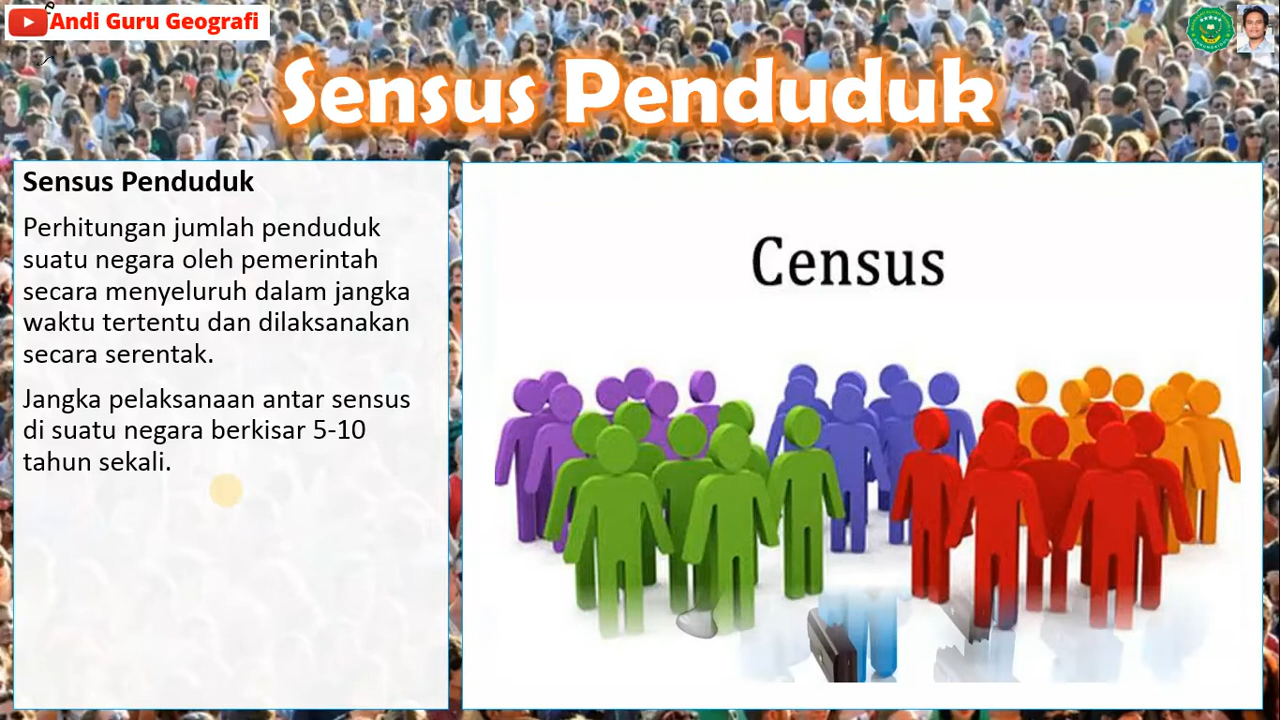 Andi Guru Geografi
Sensus Penduduk
Sensus Penduduk
Perhitungan jumlah penduduk
suatu negara oleh pemerintah
secara menyeluruh dalam jangka
waktu tertentu dan dilaksanakan
secara serentak.
Jangka pelaksanaan antar sensus
di suatu negara berkisar 5-10
tahun sekali.
Census